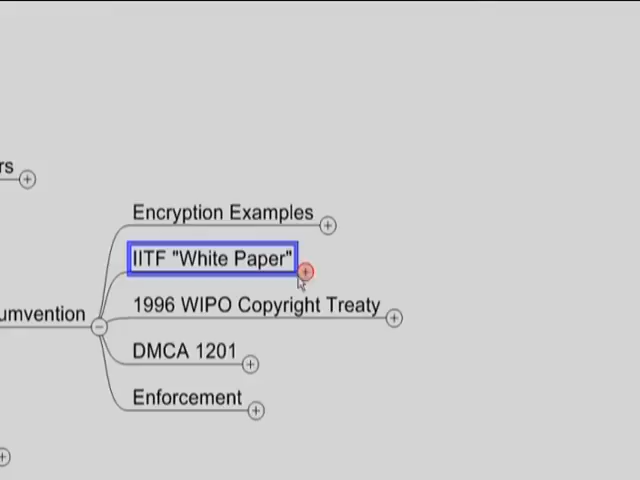 rs
Encryption Examples
IITF "White Paper"
1996 WIPO Copyright Treaty
umvention
DMCA 1201
Enforcement